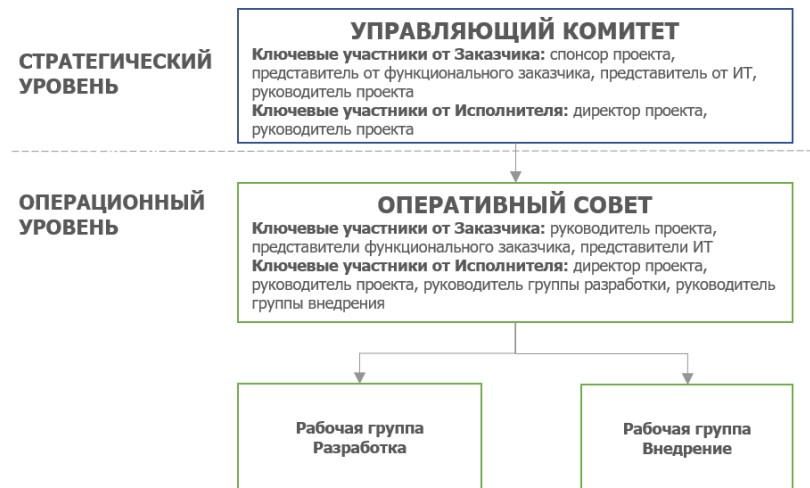 СТРАТЕГИЧЕСКИЙ
УРОВЕНЬ
УПРАВЛЯЮЩИЙ КОМИТЕТ
Ключевые участники от Заказчика: спонсор проекта,
представитель от функционального заказчика, представитель от ИТ,
руководитель проекта
Ключевые участники от Исполнителя: директор проекта,
руководитель проекта
ОПЕРАЦИОННЫЙ
УРОВЕНЬ
ОПЕРАТИВНЫЙ СОВЕТ
Ключевые участники от Заказчика: руководитель проекта,
представители функционального заказчика, представители ИТ
Ключевые участники от Исполнителя: директор проекта,
руководитель проекта, руководитель группы разработки, руководитель
группы внедрения
Рабочая группа
Разработка
Рабочая группа
Внедрение